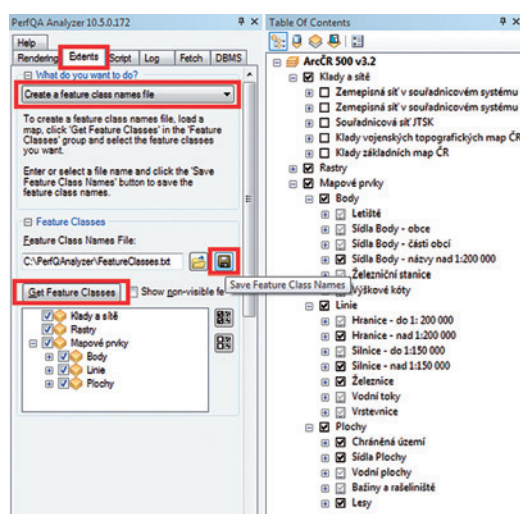 PerfQA Analyzer 10.5.0.172
Help
Rendering Extents Script Log Fetch DBMS
What do you want to do?
Create a feature class names file
To create a feature class names file, load a
map, click 'Get Feature Classes' in the 'Feature
Classes' group and select the feature classes
you want.
Enter or select a file name and click the 'Save
Feature Class Names' button to save the
feature class names.
Feature Classes
Feature Class Names File:
C:\PerfQAnalyzer\FeatureClasses.txt
Get Feature Classes Show non-visible fe
Save Feature Class Names
Klady a sítě
Rastry
Mapové prvky
Body
Linie
Plochy
Table Of Contents
ArcČR 500 v3.2
Klady a sítě
Zeměpisná síť v souřadnicovém systému
Zeměpisná síť v souřadnicovém systému
Souřadnicová síť JTSK
Klady vojenských topografických map ČR
Klady základních map ČR
Rastry
Mapové prvky
Body
Letiště
Sídla Body - obce
Sídla Body - části obcí
Sídla Body - názvy nad 1:200 000
Železniční stanice
Výškové kóty
Linie
Hranice - do 1: 200 000
Hranice - nad 1:200 000
Silnice - do 1:150 000
Silnice - nad 1:150 000
Železnice
Vodní toky
Vrstevnice
Plochy
Chráněná území
Sídla Plochy
Vodní plochy
Bažiny a rašeliniště
Lesy